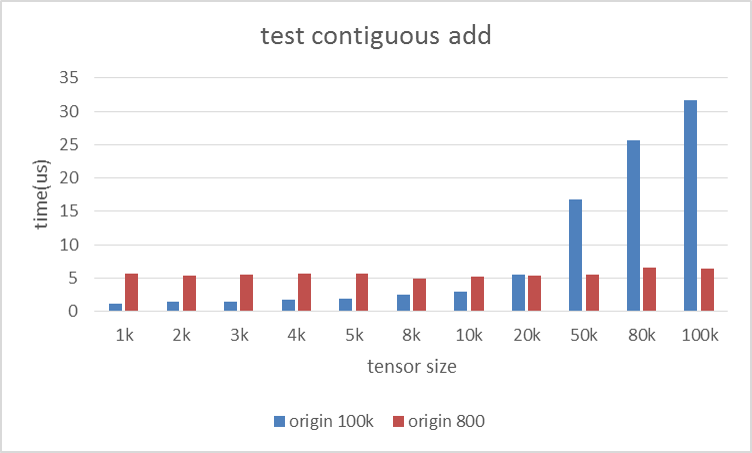 test contiguous add
35
30
25
20
15
10
5
0
time(us)
1k 2k 3k 4k 5k 8k 10k 20k 50k 80k 100k
tensor size
origin 100k origin 800